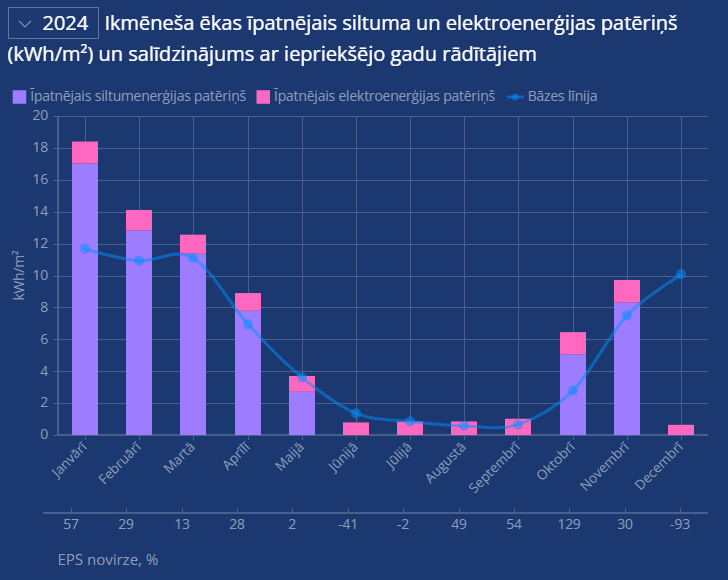 2024 Ikmēneša ēkas īpatnējais siltuma un elektroenerģijas patēriņš
(kWh/m²) un salīdzinājums ar iepriekšējo gadu rādītājiem
Īpatnējais siltumenerģijas patēriņš Īpatnējais elektroenerģijas patēriņš Bāzes līnija
20
18
16
14
12
10
8
6
4
2
0
kWh/m²
Janvārī Februārī Martā Aprīlī Maijā Jūnijā Jūlijā Augustā Septembrī Oktobrī Novembrī Decembrī
57 29 13 28 2 -41 -2 49 54 129 30 -93
EPS novirze, %